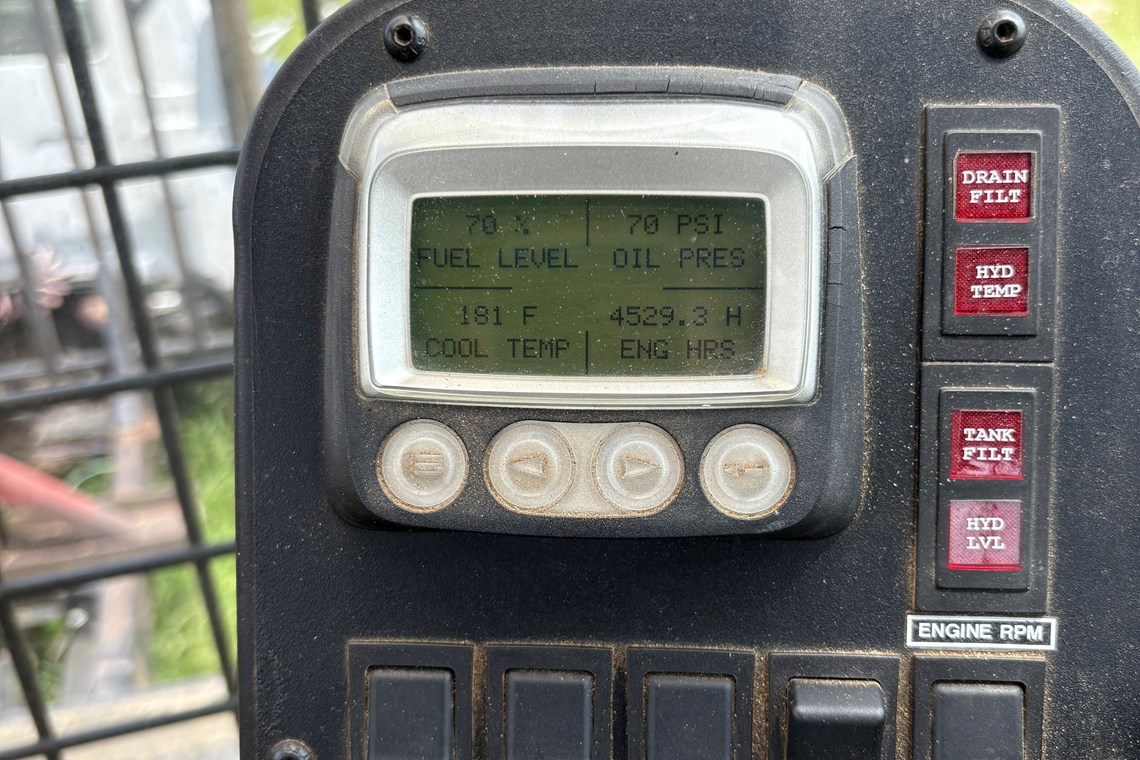 70 % 70 PSI
FUEL LEVEL OIL PRES
181 F 4529.3 H
COOL TEMP ENG HRS
DRAIN
FILT
HYD
TEMP
TANK
FILT
HYD
LVL
ENGINE RPM